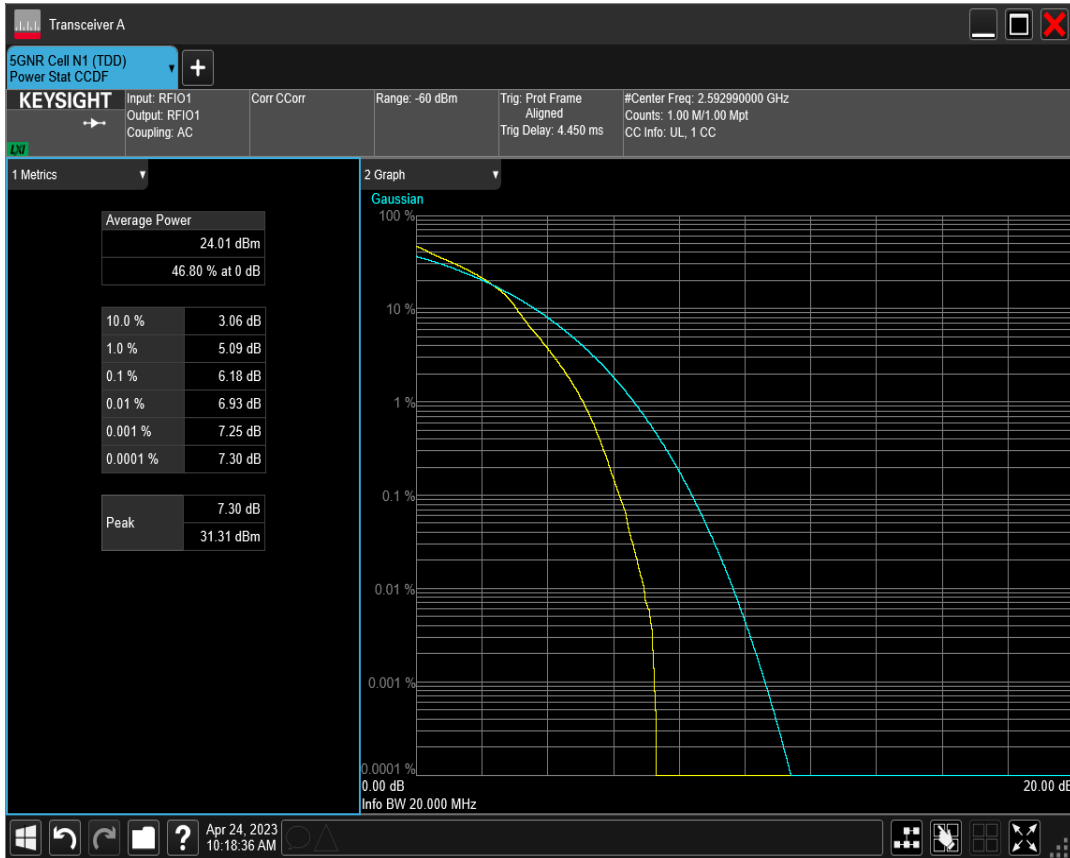 Transceiver A
5GNR Cell N1 (TDD)
Power Stat CCDF
+
KEYSIGHT
LXI
Input: RFIO1
Output: RFIO1
Coupling: AC
Corr CCorr
Range: -60 dBm
Trig: Prot Frame
Aligned
Trig Delay: 4.450 ms
#Center Freq: 2.592990000 GHz
Counts: 1.00 M/1.00 Mpt
CC Info: UL, 1 CC
1 Metrics
Average Power
24.01 dBm
46.80 % at 0 dB
10.0 % 3.06 dB
1.0 % 5.09 dB
0.1 % 6.18 dB
0.01 % 6.93 dB
0.001 % 7.25 dB
0.0001 % 7.30 dB
Peak
7.30 dB
31.31 dBm
2 Graph
Gaussian
100 %
10 %
1 %
0.1 %
0.01 %
0.001 %
0.0001 %
0.00 dB 20.00 dB
Info BW 20.000 MHz
?
Apr 24, 2023
10:18:36 AM